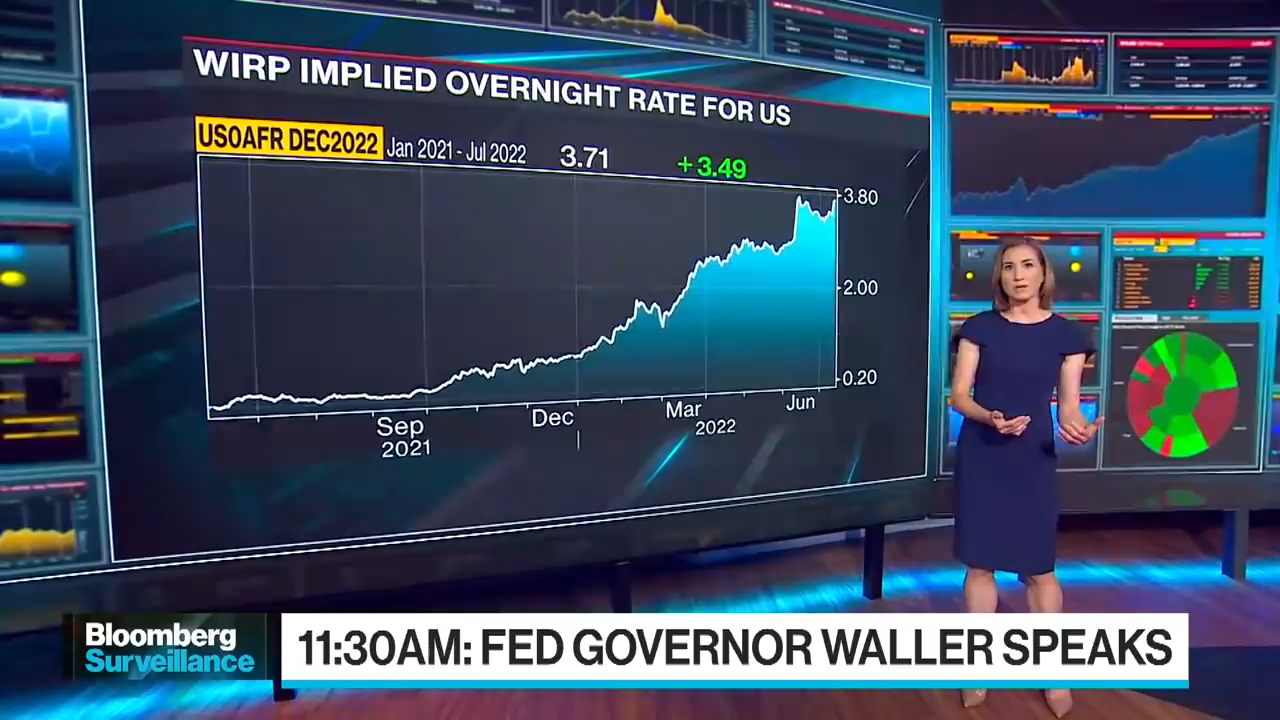 WIRP IMPLIED OVERNIGHT RATE FOR US
US0AFR DEC2022 Jan 2021 - Jul 2022 3.71 +3.49
3.80
2.00
0.20
Sep Dec Mar Jun
2021 2022
Bloomberg
Surveillance
11:30AM: FED GOVERNOR WALLER SPEAKS